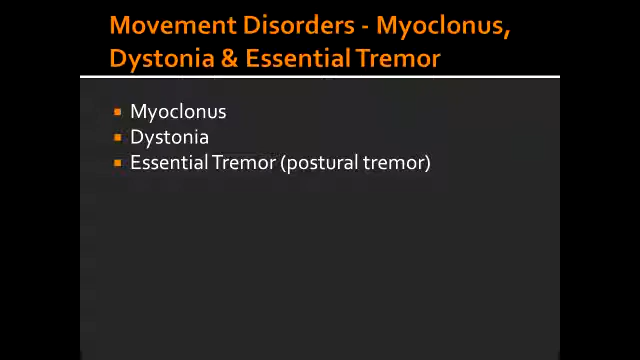 Movement Disorders - Myoclonus,
Dystonia & Essential Tremor
Myoclonus
Dystonia
Essential Tremor (postural tremor)